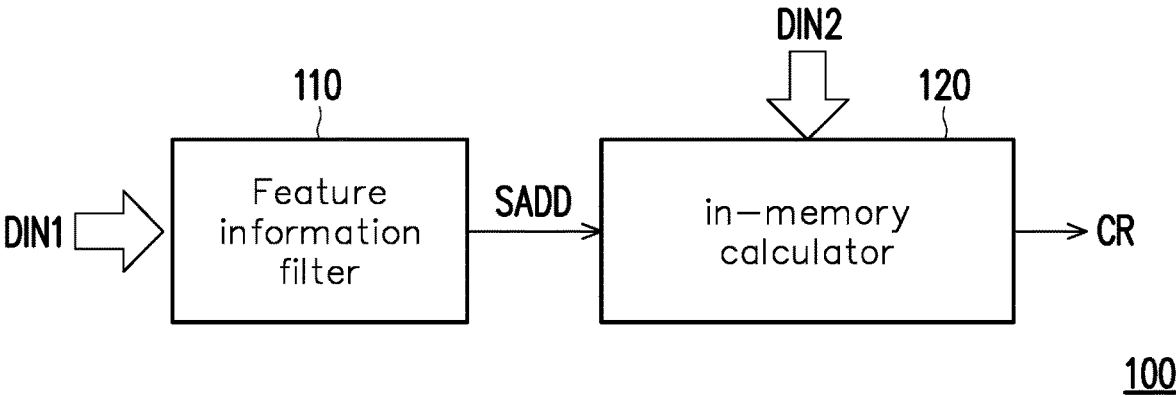 DIN2
110
120
Feature
information
filter
DIN1
SADD
in-memory
calculator
CR
100